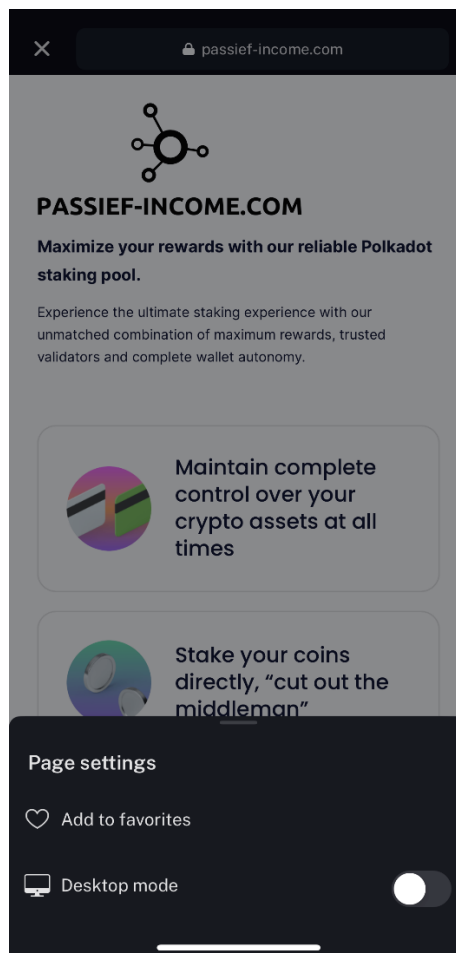 passief-income.com
PASSIEF-INCOME.COM
Maximize your rewards with our reliable Polkadot
staking pool.
Experience the ultimate staking experience with our
unmatched combination of maximum rewards, trusted
validators and complete wallet autonomy.
Maintain complete
control over your
crypto assets at all
times
Stake your coins
directly, “cut out the
middleman”
Page settings
Add to favorites
Desktop mode